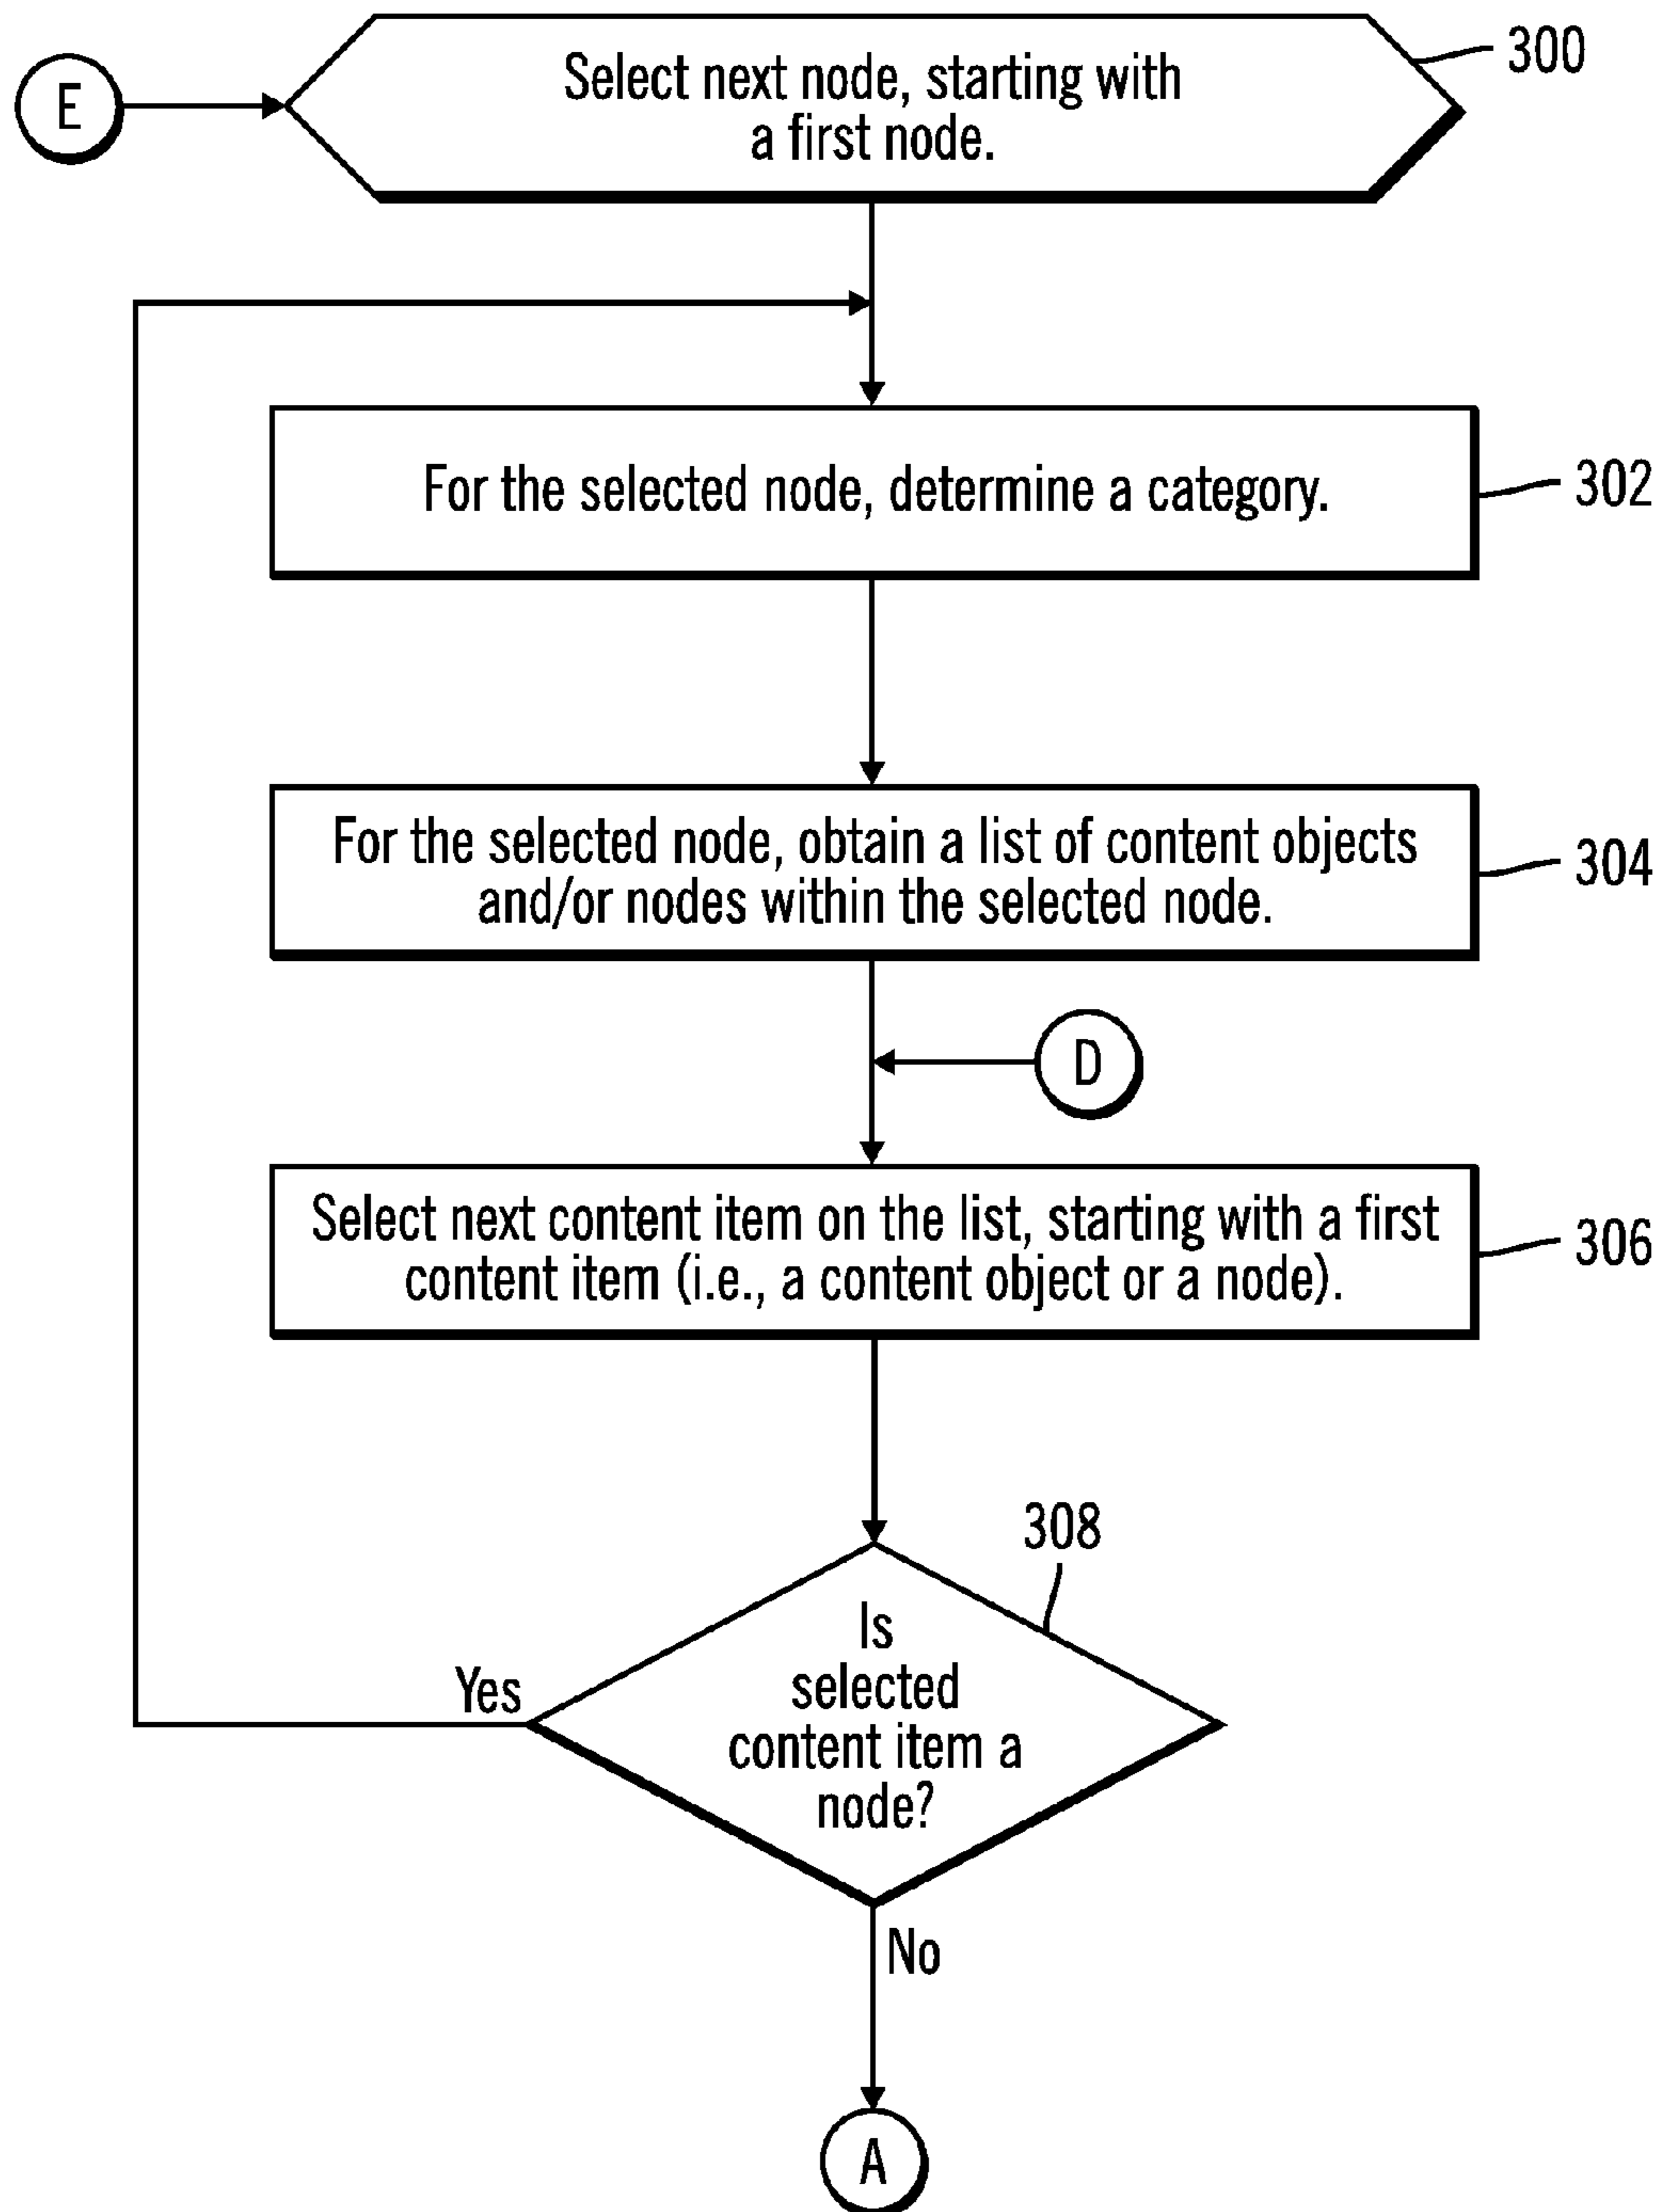 E
Select next node, starting with
a first node.
300
For the selected node, determine a category.
302
For the selected node, obtain a list of content objects
and/or nodes within the selected node.
304
D
Select next content item on the list, starting with a first
content item (i.e., a content object or a node).
306
308
Is
selected
content item a
node?
Yes
No
A